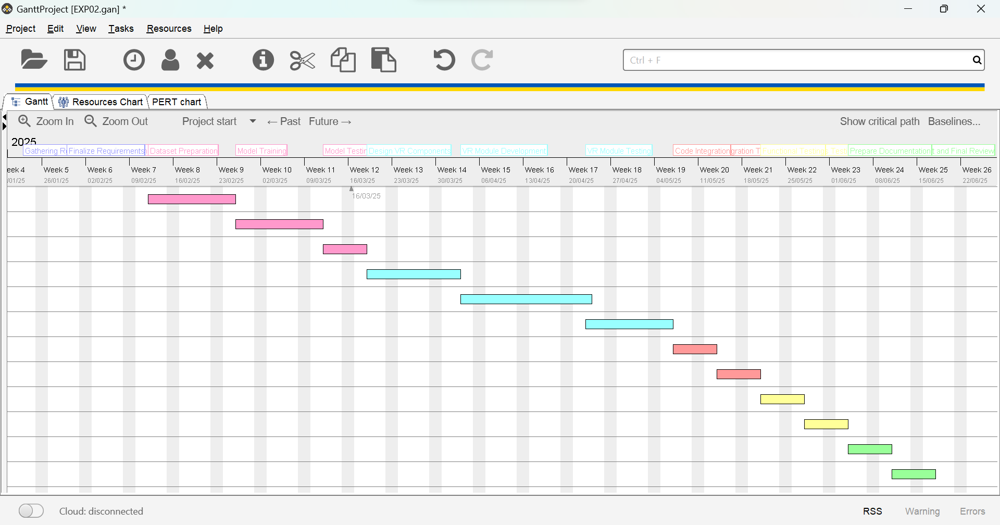 GanttProject [EXP02.gan] *
Project Edit View Tasks Resources Help
Ctrl + F
Gantt Resources Chart PERT chart
Zoom In Zoom Out Project start ← Past Future → Show critical path Baselines...
2025
Gathering Finalize Requirements Dataset Preparation Model Training Model Testin Design VR Components VR Module Development VR Module Testing Code Integration gration T Functional Testing Test Prepare Documentation t and Final Review
eek 4 Week 5 Week 6 Week 7 Week 8 Week 9 Week 10 Week 11 Week 12 Week 13 Week 14 Week 15 Week 16 Week 17 Week 18 Week 19 Week 20 Week 21 Week 22 Week 23 Week 24 Week 25 Week 26
/01/25 26/01/25 02/02/25 09/02/25 16/02/25 23/02/25 02/03/25 09/03/25 16/03/25 23/03/25 30/03/25 06/04/25 13/04/25 20/04/25 27/04/25 04/05/25 11/05/25 18/05/25 25/05/25 01/06/25 08/06/25 15/06/25 22/06/25
16/03/25
Cloud: disconnected RSS Warning Errors